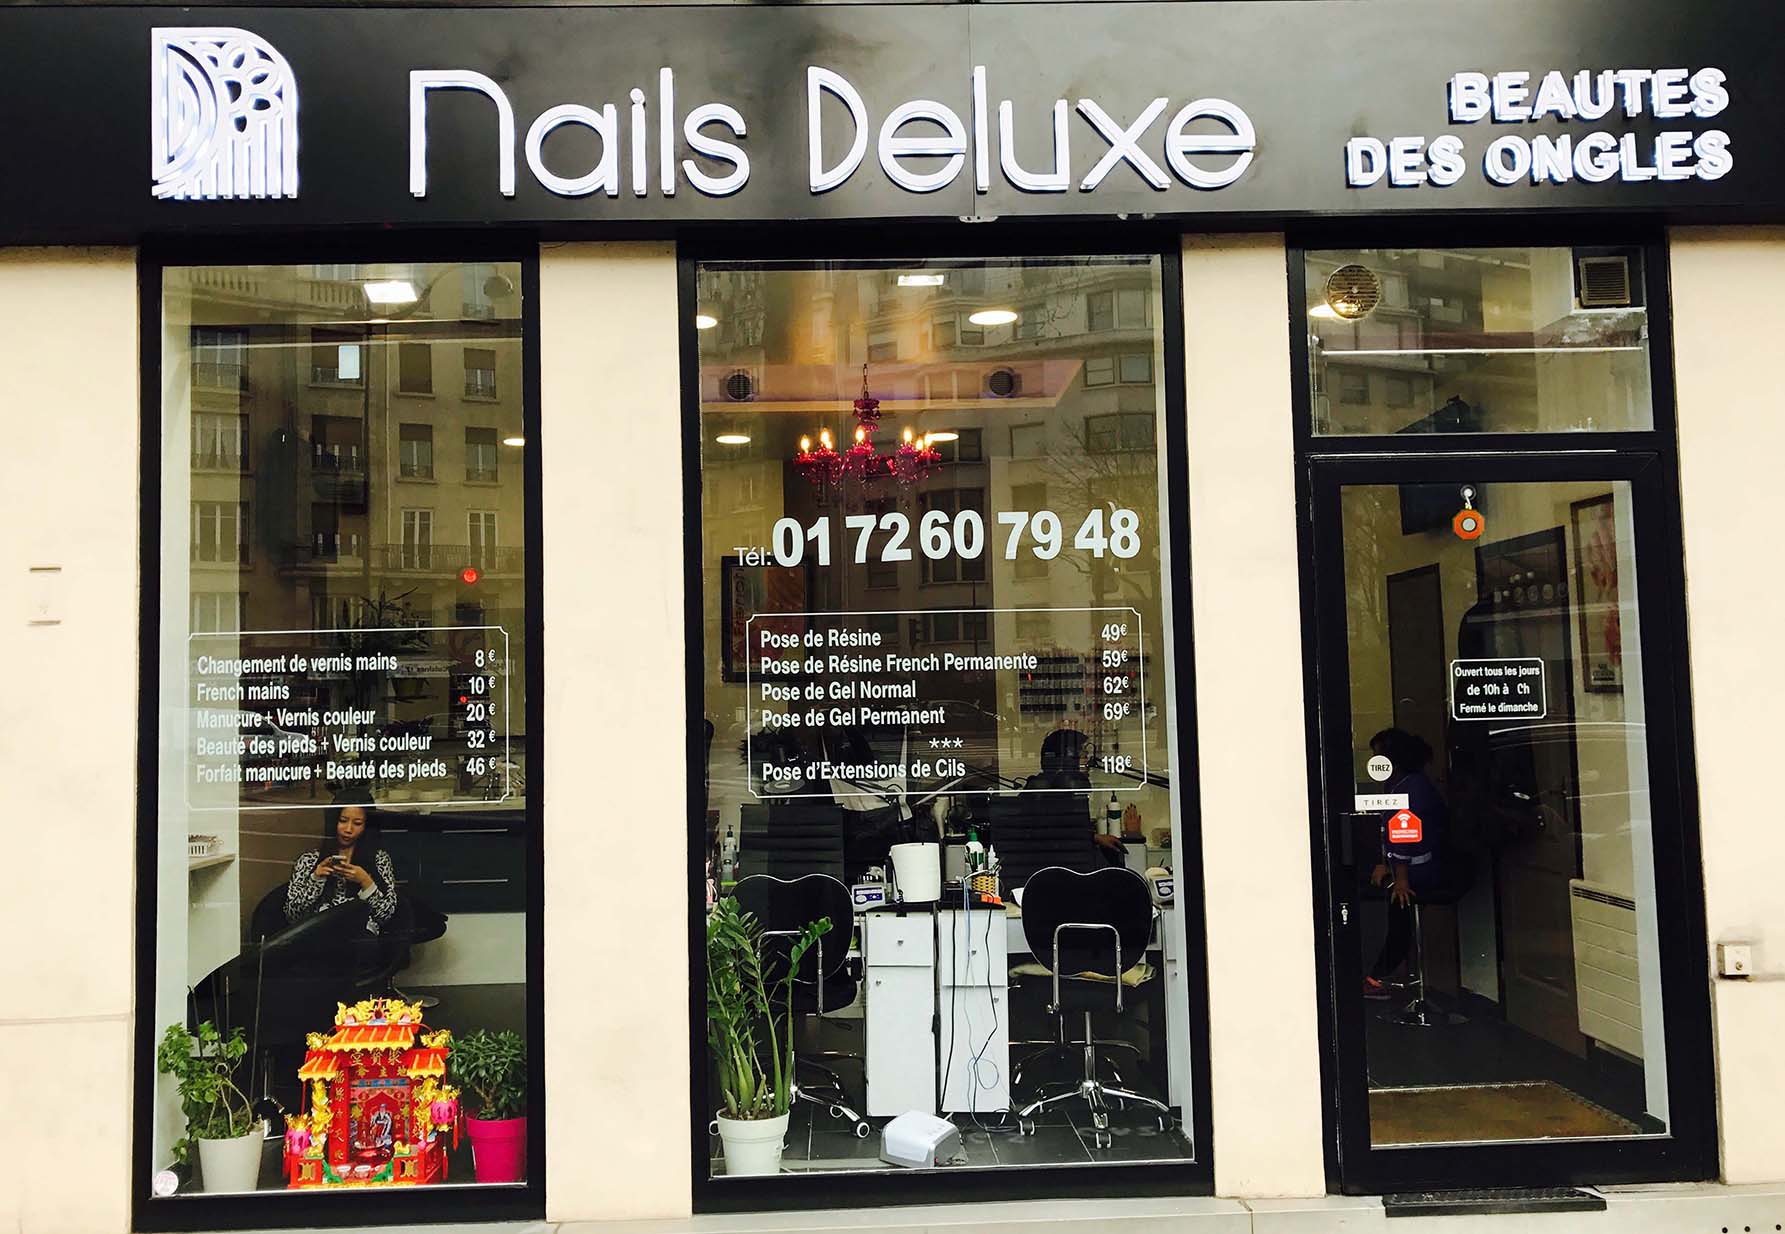 Nails Deluxe
BEAUTES
DES ONGLES
Changement de vernis mains 8€
French mains 10€
Manucure + Vernis couleur 20€
Beauté des pieds + Vernis couleur 32€
Forfait manucure + Beauté des pieds 46€
Tél: 01 72 60 79 48
Pose de Résine 49€
Pose de Résine French Permanente 59€
Pose de Gel Normal 62€
Pose de Gel Permanent 69€
***
Pose d'Extensions de Cils 118€
Ouvert tous les jours
de 10h à Ch
Fermé le dimanche
TIREZ
TIREZ
PROTECTION